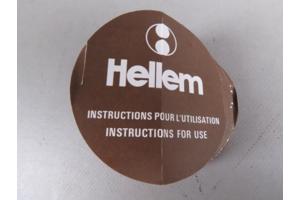 Hellem
INSTRUCTIONS POUR L'UTILISATION
INSTRUCTIONS FOR USE